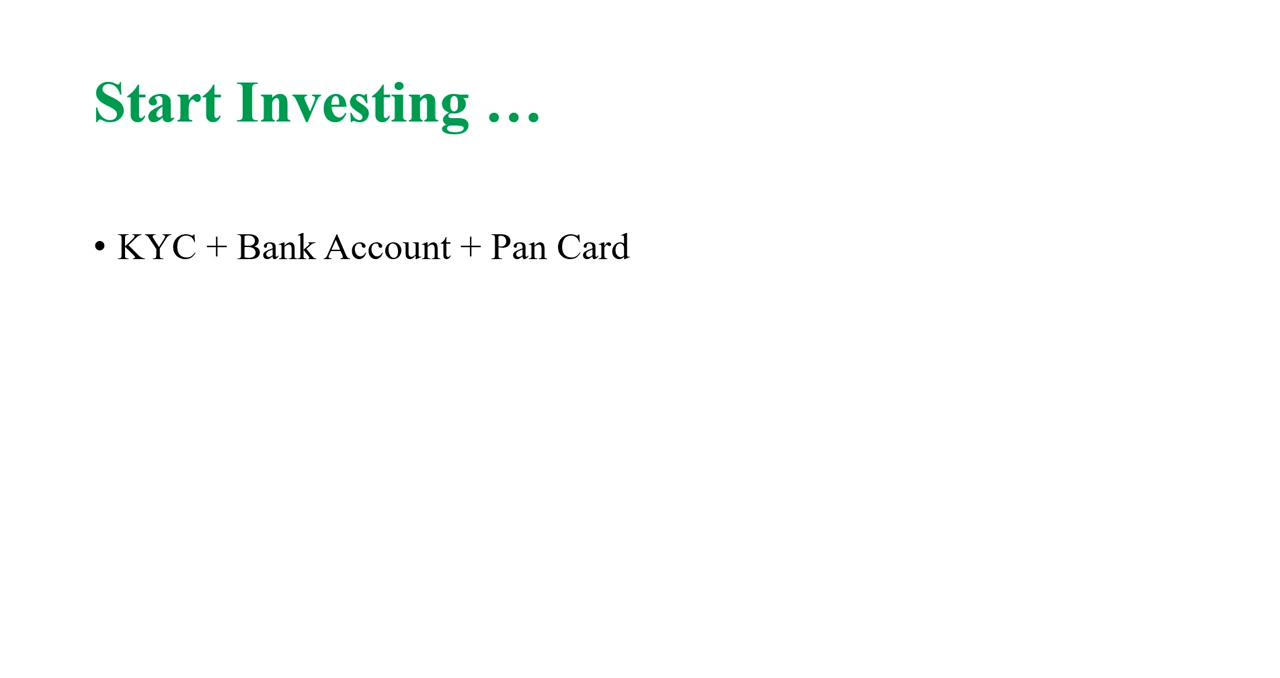 Start Investing …
• KYC + Bank Account + Pan Card